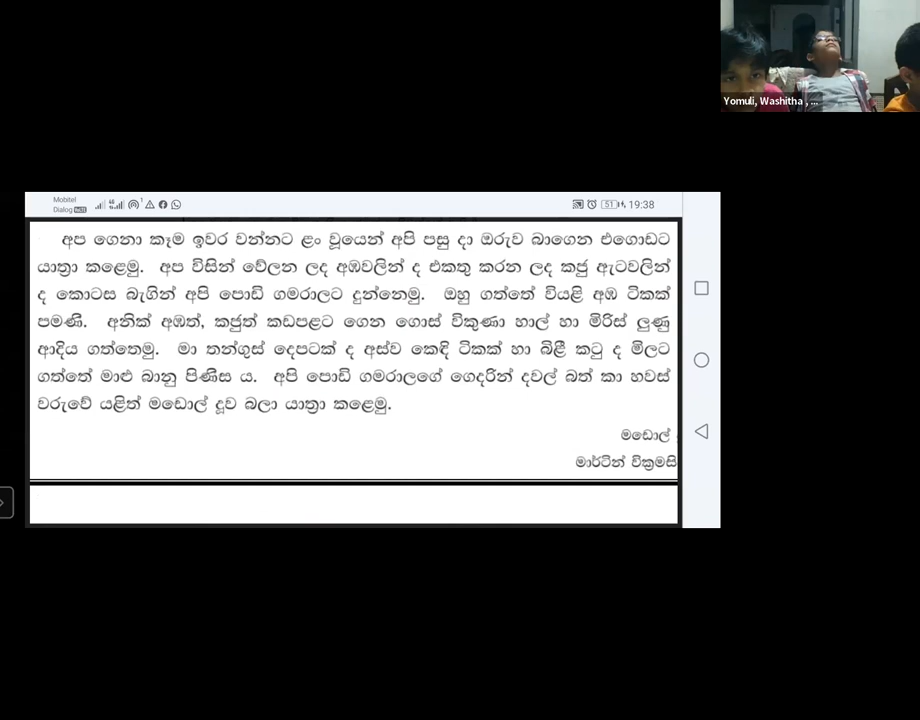 Yomuli, Washitha , ...
Mobitel
Dialog VoLTE
51 19:38
අප ගෙනා කෑම ඉවර වන්නට ළං වූයෙන් අපි පසු දා ඔරුව බාගෙන එගොඩට
යාත්‍රා කළෙමු. අප විසින් වේලන ලද අඹවලින් ද එකතු කරන ලද කජු ඇටවලින්
ද කොටස බැගින් අපි පොඩි ගමරාලට දුන්නෙමු. ඔහු ගත්තේ වියළි අඹ ටිකක්
පමණි. අනික් අඹත්, කජුත් කඩපළට ගෙන ගොස් විකුණා හාල් හා මිරිස් ලුණු
ආදිය ගත්තෙමු. මා තන්ගුස් දෙපටක් ද අස්ව කෙඳි ටිකක් හා බිළී කටු ද මිලට
ගත්තේ මාළු බානු පිණිස ය. අපි පොඩි ගමරාලගේ ගෙදරින් දවල් බත් කා හවස්
වරුවේ යළිත් මඩොල් දූව බලා යාත්‍රා කළෙමු.
මඩොල්
මාර්ටින් වික්‍රමසි